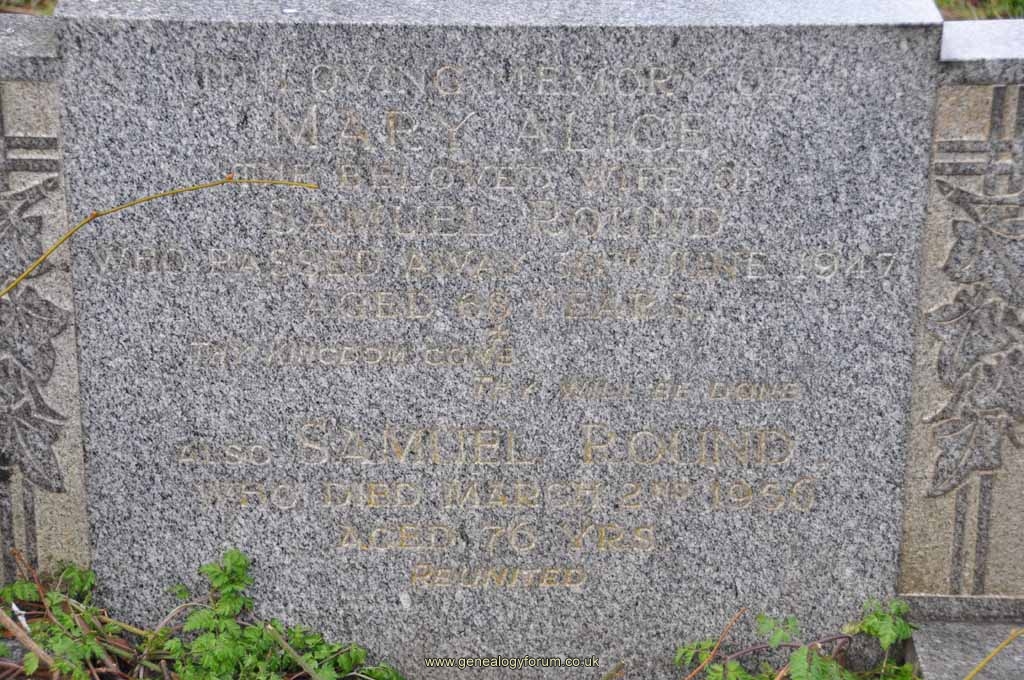 IN LOVING MEMORY OF
MARY ALICE
THE BELOVED WIFE OF
SAMUEL ROUND
WHO PASSED AWAY JUNE 1947
AGED 68 YEARS.
THY KINGDOM COME
THY WILL BE DONE
ALSO SAMUEL ROUND
WHO DIED MARCH 2ND 1956
AGED 76 YRS.
REUNITED
www.genealogyforum.co.uk